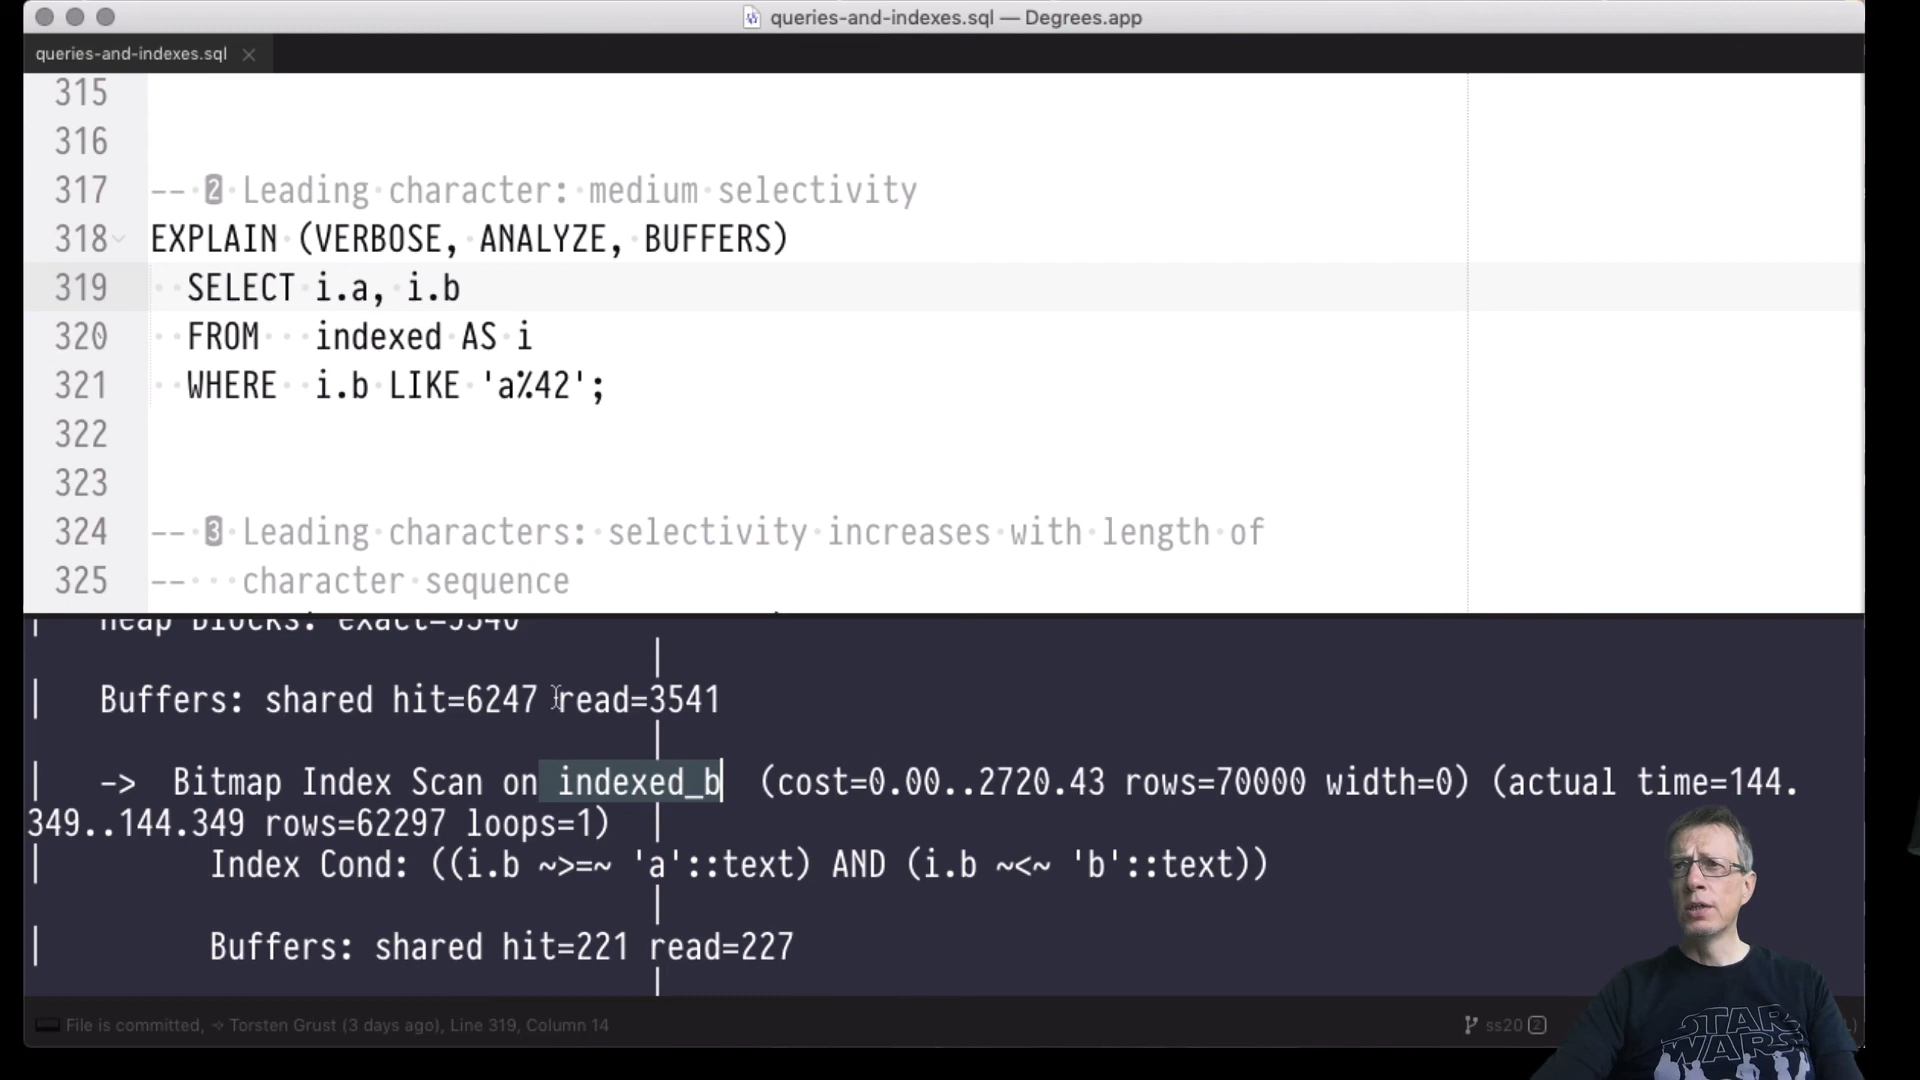 queries-and-indexes.sql — Degrees.app
queries-and-indexes.sql
315
316
317 -- 2 Leading character: medium selectivity
318 EXPLAIN (VERBOSE, ANALYZE, BUFFERS)
319 SELECT i.a, i.b
320 FROM indexed AS i
321 WHERE i.b LIKE 'a%42';
322
323
324 -- 3 Leading characters: selectivity increases with length of
325 -- character sequence
| Heap Blocks:
|
| Buffers: shared hit=6247 read=3541
|
| -> Bitmap Index Scan on indexed_b (cost=0.00..2720.43 rows=70000 width=0) (actual time=144.
349..144.349 rows=62297 loops=1) |
| Index Cond: ((i.b ~>=~ 'a'::text) AND (i.b ~<~ 'b'::text))
|
| Buffers: shared hit=221 read=227
|
File is committed, → Torsten Grust (3 days ago), Line 319, Column 14
ss20 2
STAR
WARS